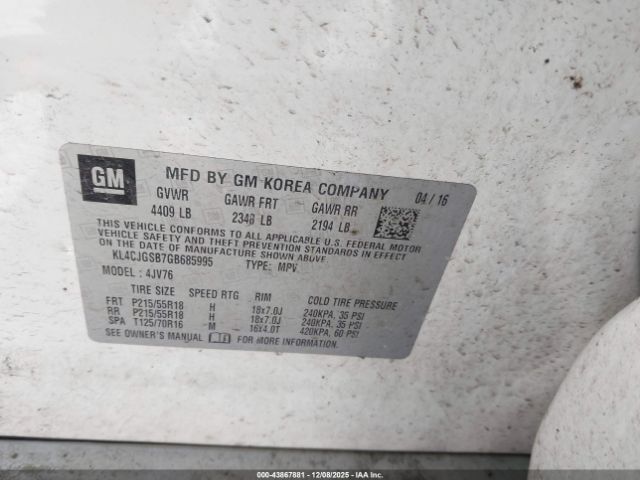 GM
MFD BY GM KOREA COMPANY 04 / 16
GVWR GAWR FRT GAWR RR
4409 LB 2348 LB 2194 LB
THIS VEHICLE CONFORMS TO ALL APPLICABLE U.S. FEDERAL MOTOR
VEHICLE SAFETY AND THEFT PREVENTION STANDARDS IN EFFECT
ON THE DATE OF MANUFACTURE SHOWN ABOVE.
KL4CJGSB7GB685995 TYPE: MPV
MODEL : 4JV76
TIRE SIZE SPEED RTG RIM COLD TIRE PRESSURE
FRT P215/55R18 H 18x7.0J 240KPA, 35 PSI
RR P215/55R18 H 18x7.0J 240KPA, 35 PSI
SPA T125/70R16 M 16x4.0T 420KPA, 60 PSI
SEE OWNER'S MANUAL FOR MORE INFORMATION.
000-43867881 - 12/08/2025 - IAA Inc.